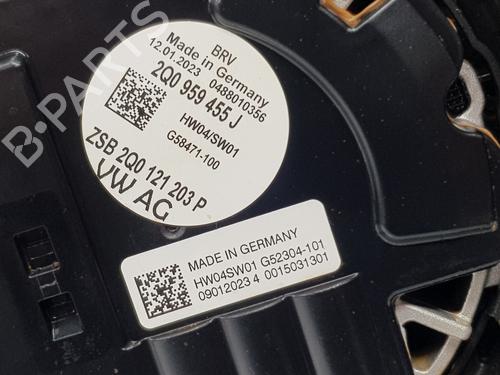 B-PARTS
BRV
Made in Germany
12.01.2023 0488010356
2Q0 959 455 J
HW04/SW01
G58471-100
ZSB 2Q0 121 203 P
VW AG
MADE IN GERMANY
HW04SW01 G52304-101
09012023 4 0015031301